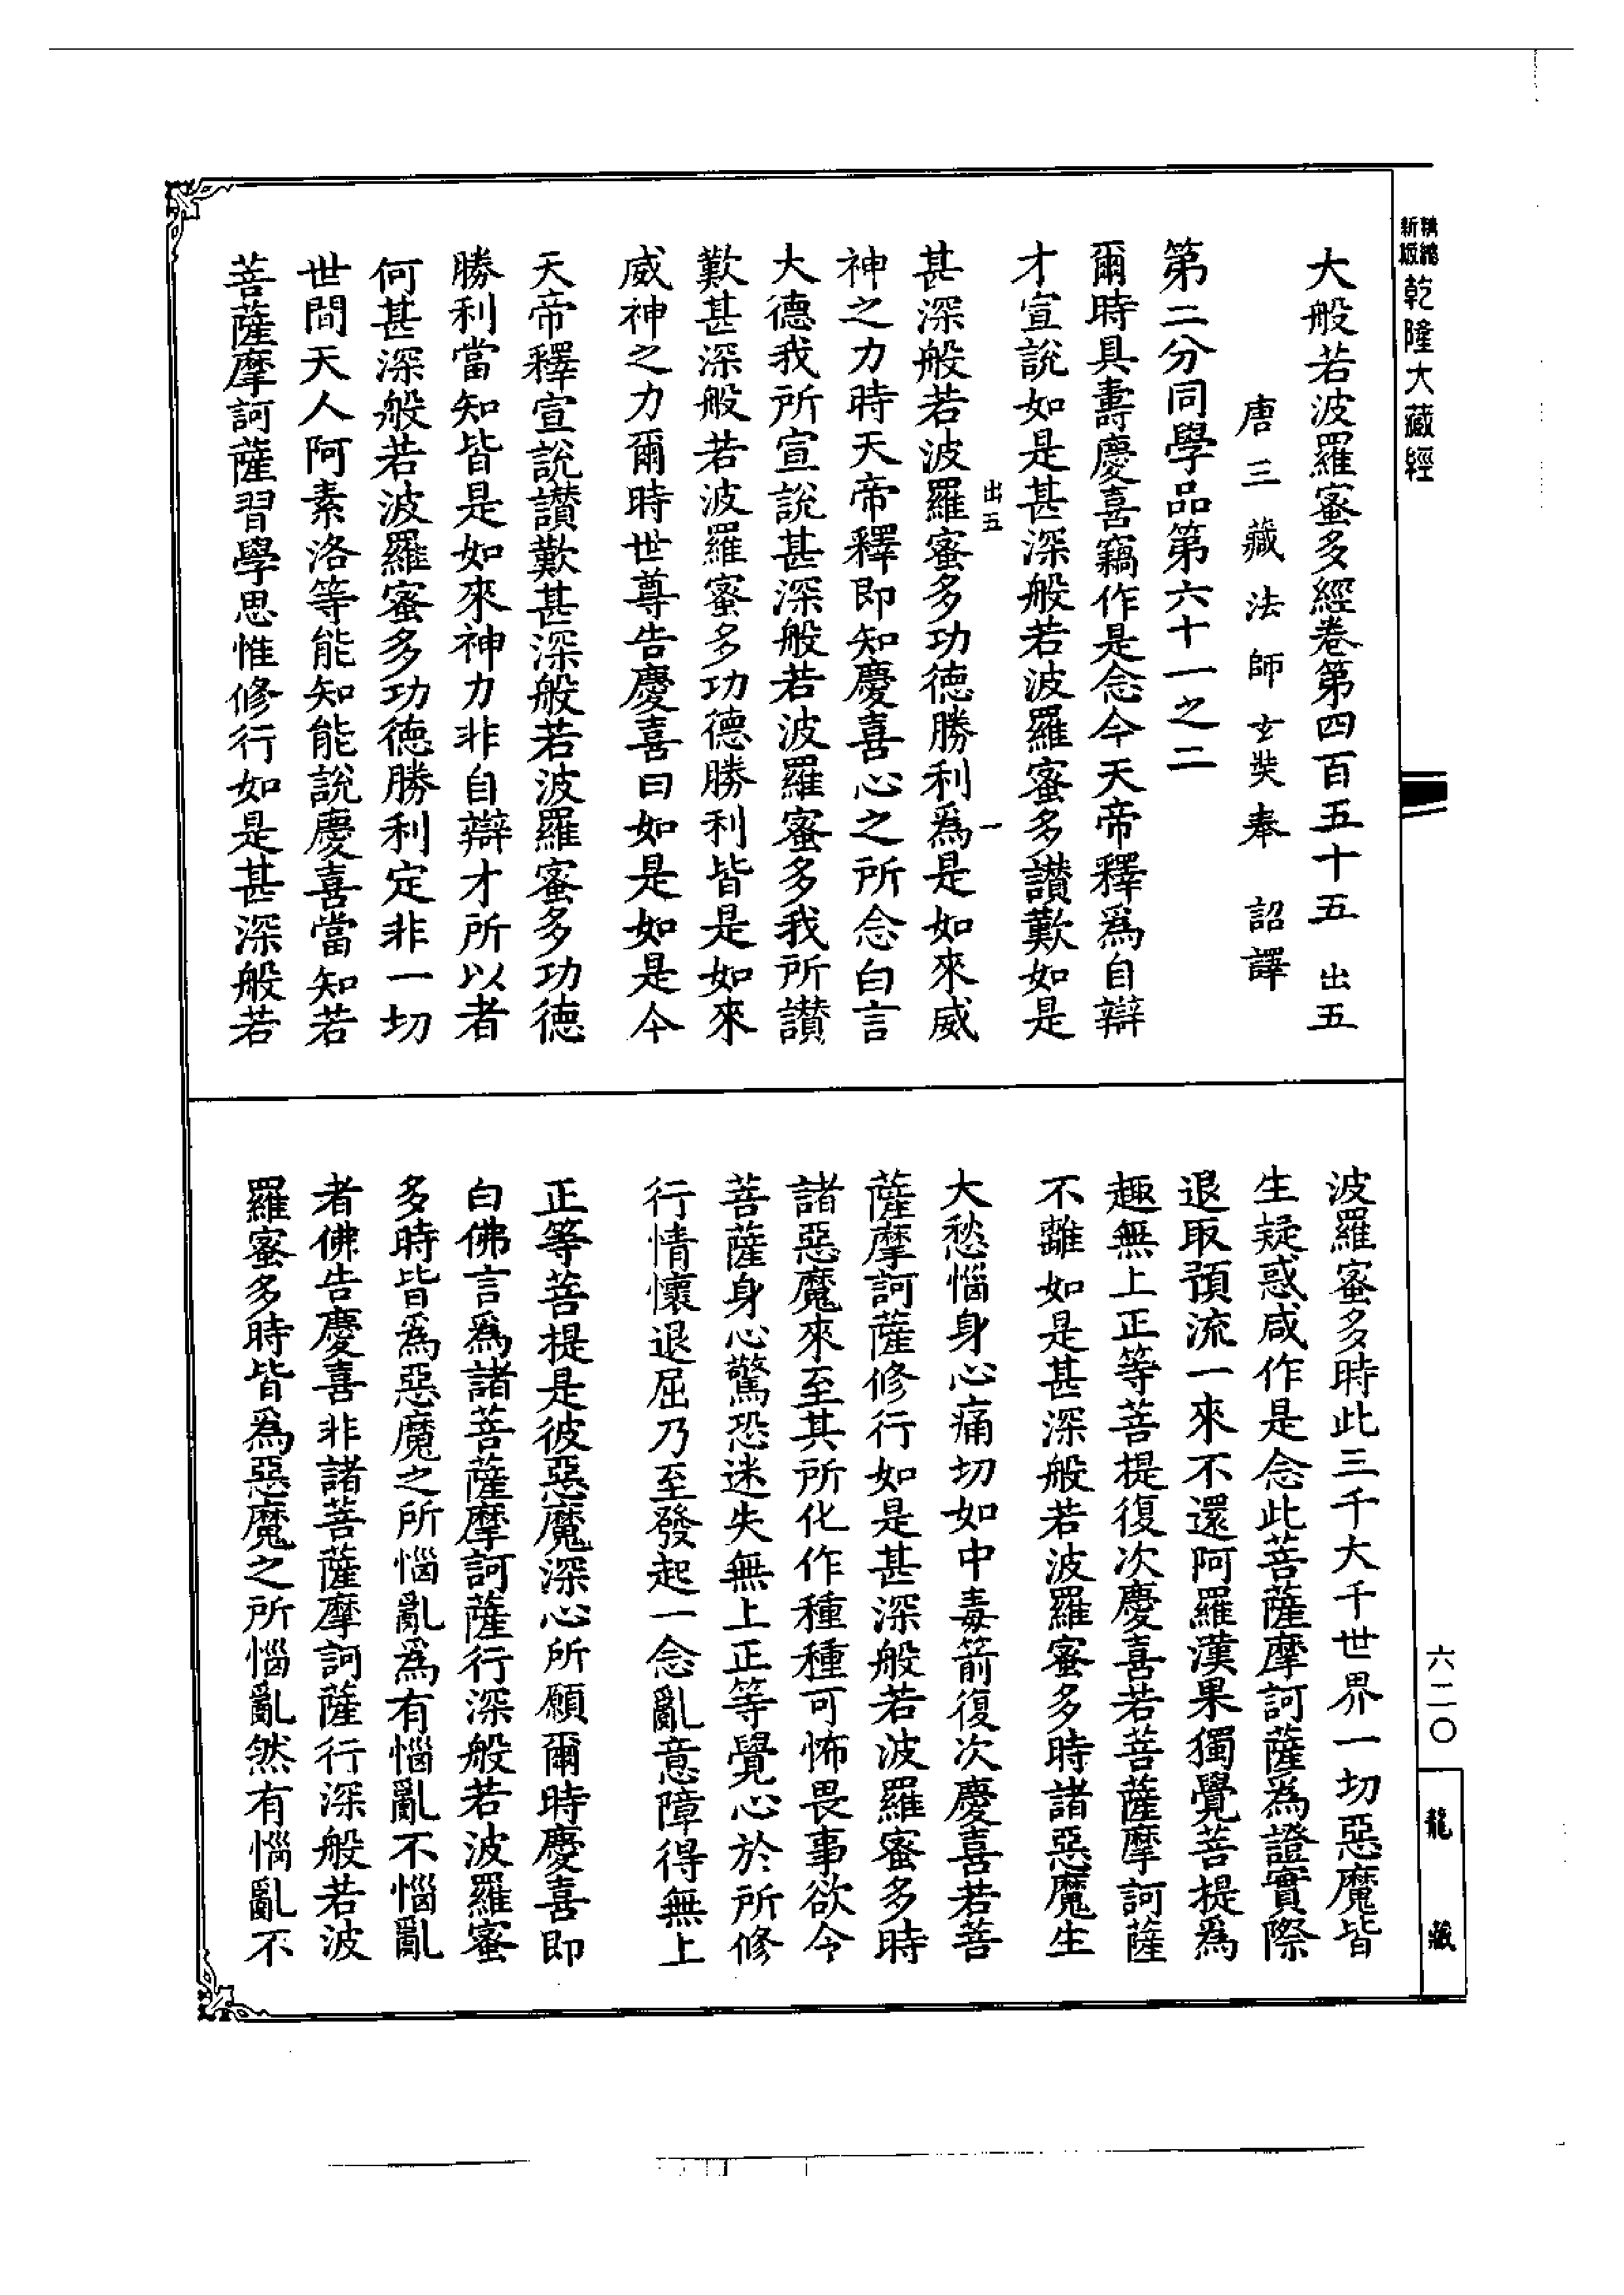 精編新版乾隆大藏經
大般若波羅蜜多經卷第四百五十五 出五
唐三藏法師玄奘奉 詔譯
第二分同學品第六十一之二
爾時具壽慶喜竊作是念今天帝釋爲自辯
才宣說如是甚深般若波羅蜜多讚歎如是
出五 一
甚深般若波羅蜜多功德勝利爲是如來威
神之力時天帝釋即知慶喜心之所念白言
大德我所宣說甚深般若波羅蜜多我所讚
歎甚深般若波羅蜜多功德勝利皆是如來
威神之力爾時世尊告慶喜曰如是如是今
天帝釋宣說讚歎甚深般若波羅蜜多功德
勝利當知皆是如來神力非自辯才所以者
何甚深般若波羅蜜多功德勝利定非一切
世間天人阿素洛等能知能說慶喜當知若
菩薩摩訶薩習學思惟修行如是甚深般若
波羅蜜多時此三千大千世界一切惡魔皆
生疑惑咸作是念此菩薩摩訶薩爲證實際
退取預流一來不還阿羅漢果獨覺菩提爲
趣無上正等菩提復次慶喜若菩薩摩訶薩
不離如是甚深般若波羅蜜多時諸惡魔生
大愁惱身心痛切如中毒箭復次慶喜若菩
薩摩訶薩修行如是甚深般若波羅蜜多時
諸惡魔來至其所化作種種可怖畏事欲令
菩薩身心驚恐迷失無上正等覺心於所修
行情懷退屈乃至發起一念亂意障得無上
正等菩提是彼惡魔深心所願爾時慶喜即
白佛言爲諸菩薩摩訶薩行深般若波羅蜜
多時皆爲惡魔之所惱亂爲有惱亂不惱亂
者佛告慶喜非諸菩薩摩訶薩行深般若波
羅蜜多時皆爲惡魔之所惱亂然有惱亂不
六二〇
龍藏